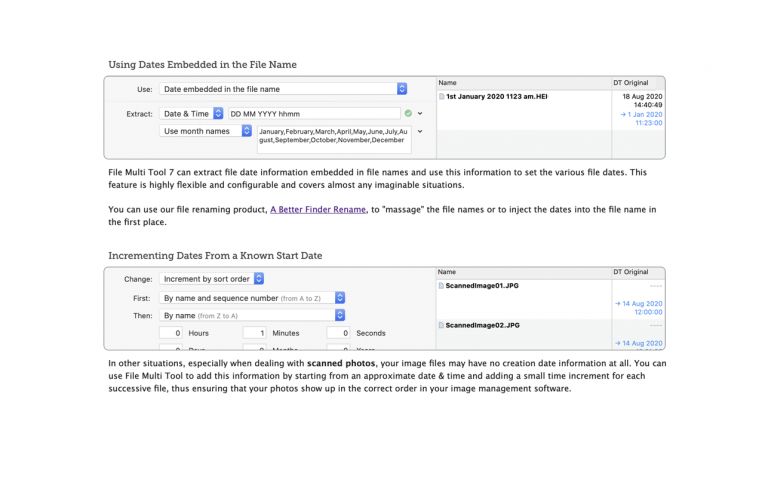 Using Dates Embedded in the File Name
Use: Date embedded in the file name
Extract: Date & Time DD MM YYYY hhmm
Use month names January,February,March,April,May,June,July,Au
gust,September,October,November,December
Name DT Original
1st January 2020 1123 am.HEI 18 Aug 2020
14:40:49
→ 1 Jan 2020
11:23:00
File Multi Tool 7 can extract file date information embedded in file names and use this information to set the various file dates. This
feature is highly flexible and configurable and covers almost any imaginable situations.
You can use our file renaming product, A Better Finder Rename, to "massage" the file names or to inject the dates into the file name in
the first place.
Incrementing Dates From a Known Start Date
Change: Increment by sort order
First: By name and sequence number (from A to Z)
Then: By name (from Z to A)
0 Hours 1 Minutes 0 Seconds
0 Days 0 Months 0 Years
Name DT Original
ScannedImage01.JPG ----
→ 14 Aug 2020
12:00:00
ScannedImage02.JPG ----
→ 14 Aug 2020
In other situations, especially when dealing with scanned photos, your image files may have no creation date information at all. You can
use File Multi Tool to add this information by starting from an approximate date & time and adding a small time increment for each
successive file, thus ensuring that your photos show up in the correct order in your image management software.